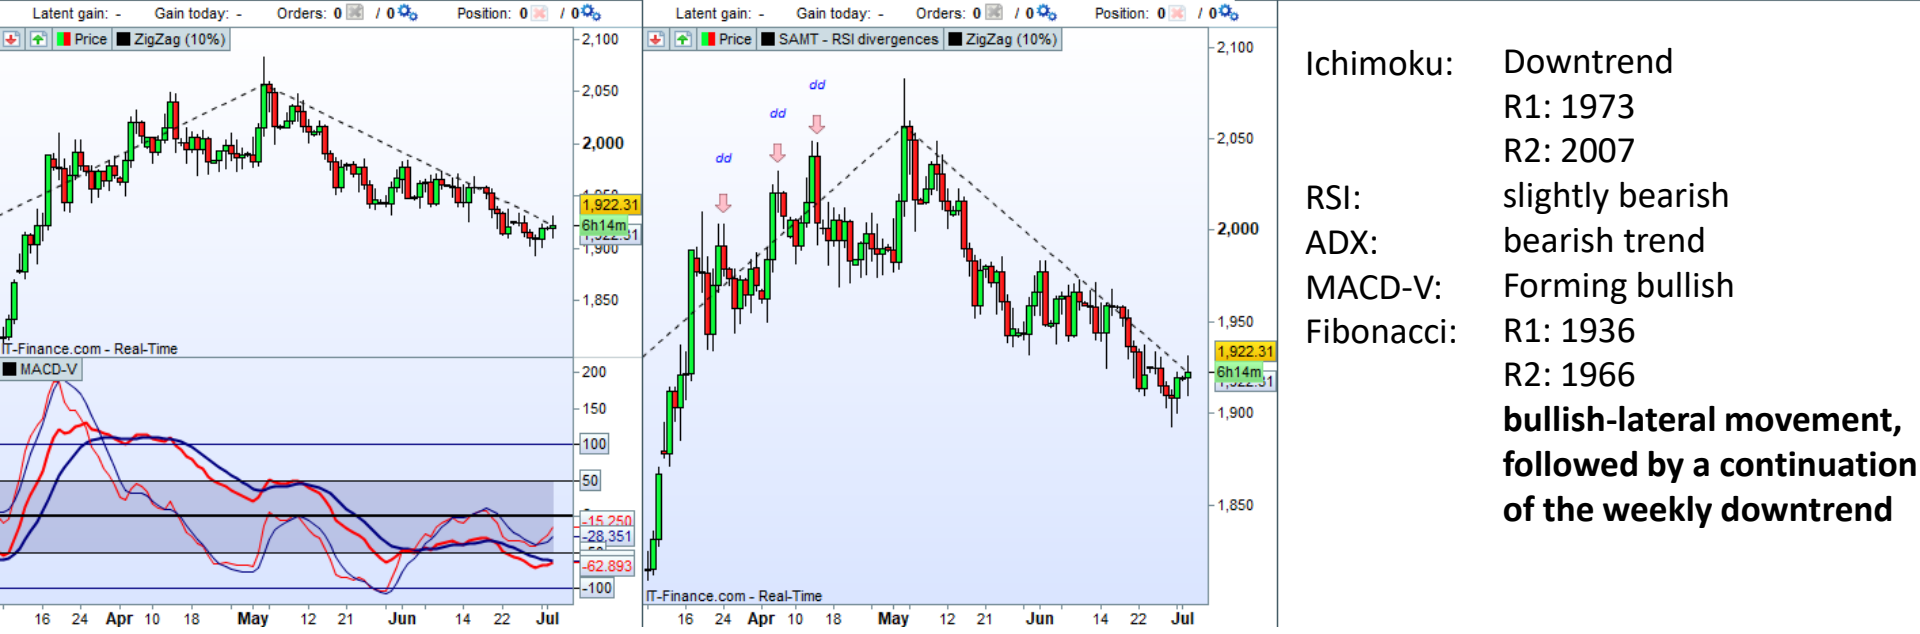 Latent gain: - Gain today: - Orders: 0 / 0 Position: 0 / 0
Price ZigZag (10%)
2,100
2,050
2,000
1,922.31
6h14m
1,900
1,850
IT-Finance.com - Real-Time
MACD-V
200
150
100
50
-15,250
-28,351
-62.893
-100
16 24 Apr 10 18 May 12 21 Jun 14 22 Jul
Latent gain: - Gain today: - Orders: 0 / 0 Position: 0 / 0
Price SAMT - RSI divergences ZigZag (10%)
dd
dd
dd
2,100
2,050
2,000
1,950
1,922.31
6h14m
1,900
1,850
IT-Finance.com - Real-Time
16 24 Apr 10 18 May 12 21 Jun 14 22 Jul
Ichimoku: Downtrend
R1: 1973
R2: 2007
RSI: slightly bearish
ADX: bearish trend
MACD-V: Forming bullish
Fibonacci: R1: 1936
R2: 1966
bullish-lateral movement,
followed by a continuation
of the weekly downtrend